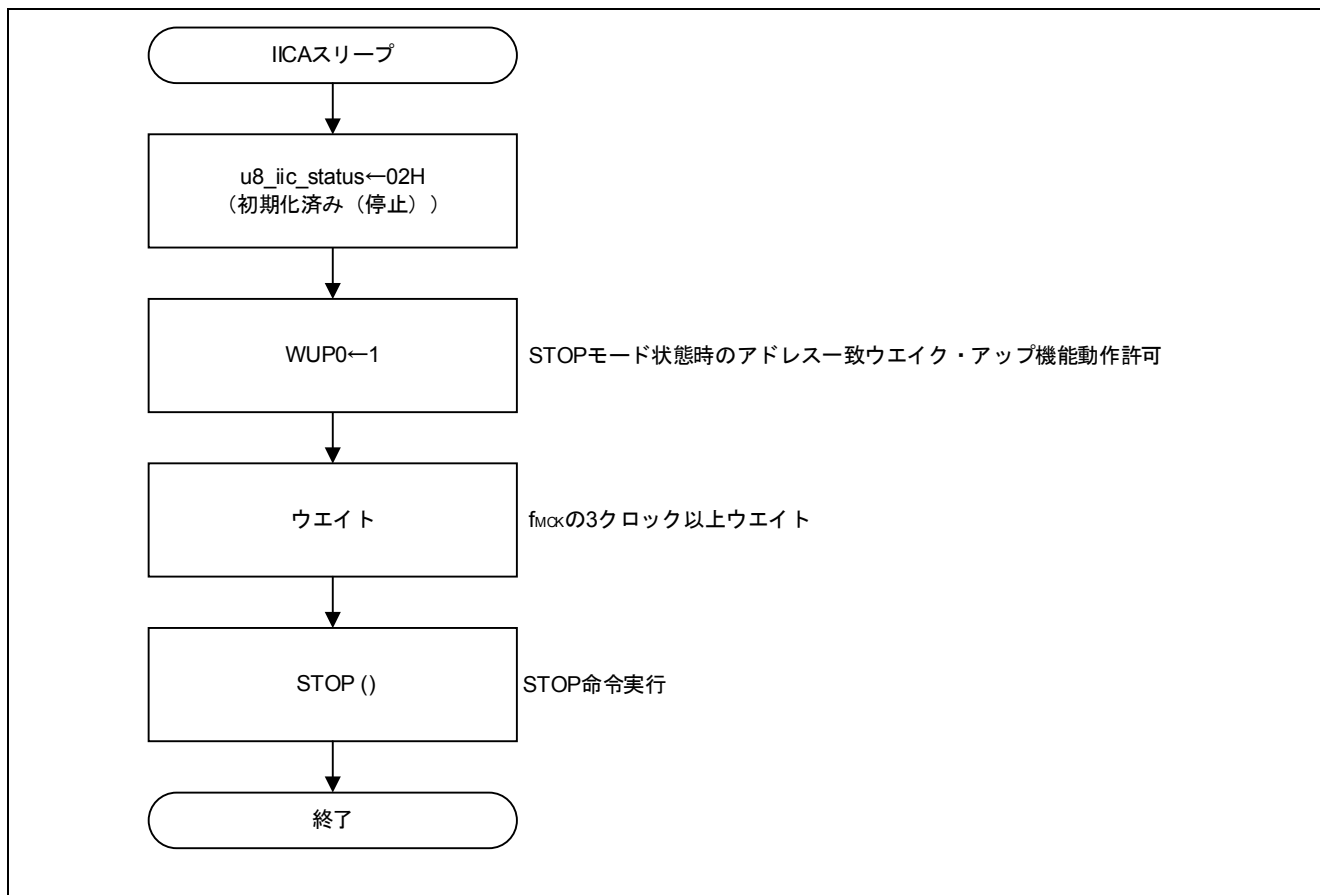 IICAスリープ
u8_iic_status←02H
（初期化済み（停止））
WUP0←1
STOPモード状態時のアドレス一致ウエイク・アップ機能動作許可
ウエイト
fMCKの3クロック以上ウエイト
STOP ()
STOP命令実行
終了